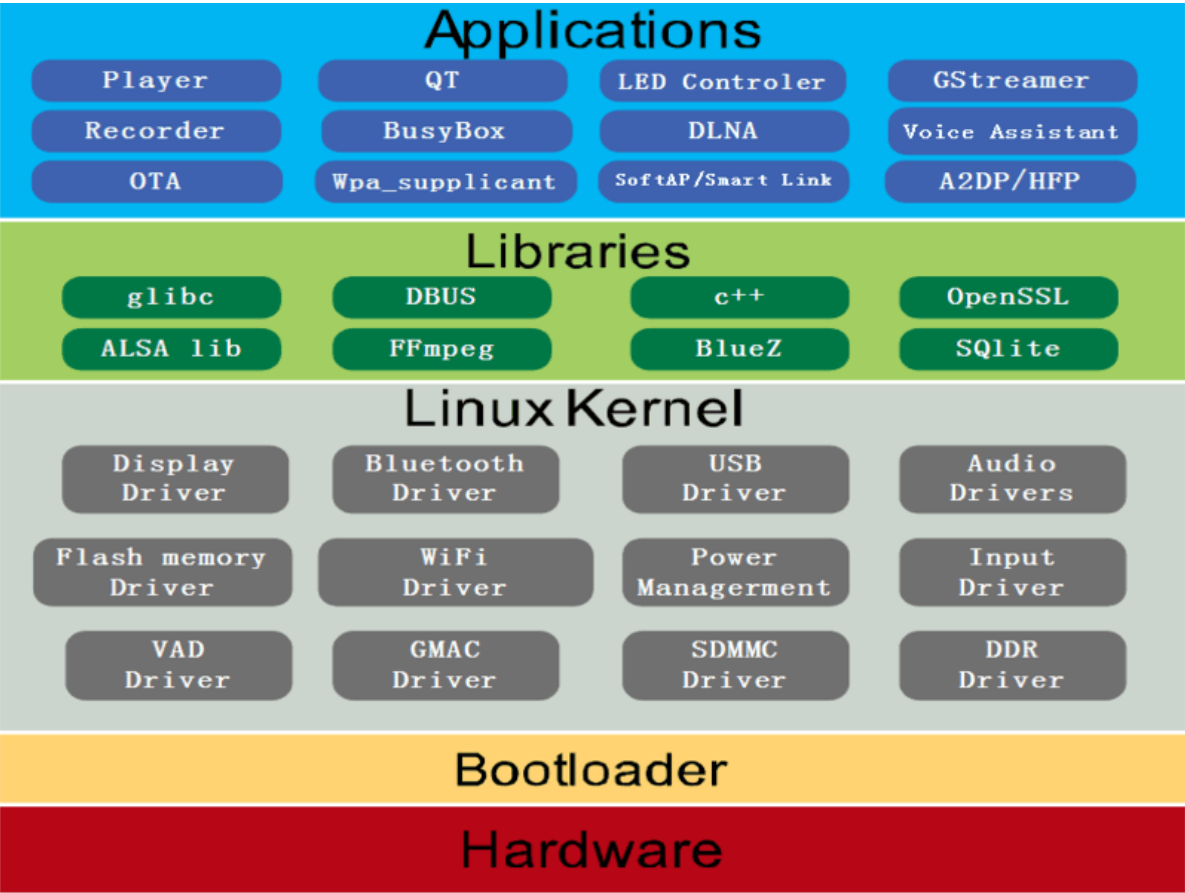 Applications
Player QT LED Controler GStreamer
Recorder BusyBox DLNA Voice Assistant
OTA Wpa_supplicant SoftAP/Smart Link A2DP/HFP
Libraries
glibc DBUS c++ OpenSSL
ALSA lib FFmpeg BlueZ SQlite
Linux Kernel
Display Bluetooth USB Audio
Driver Driver Driver Drivers
Flash memory WiFi Power Input
Driver Driver Managerment Driver
VAD GMAC SDMMC DDR
Driver Driver Driver Driver
Bootloader
Hardware